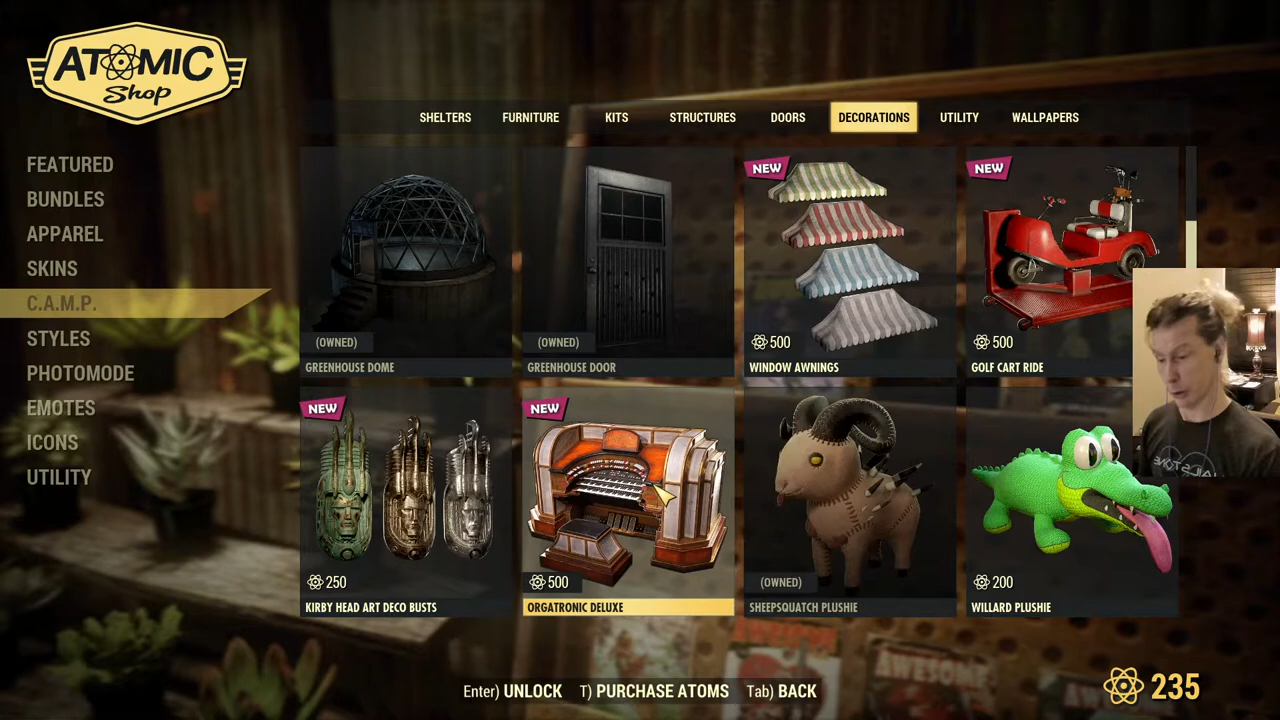 ATOMIC
Shop
SHELTERS FURNITURE KITS STRUCTURES DOORS DECORATIONS UTILITY WALLPAPERS
FEATURED
BUNDLES
APPAREL
SKINS
C.A.M.P.
STYLES
PHOTOMODE
EMOTES
ICONS
UTILITY
(OWNED)
GREENHOUSE DOME
(OWNED)
GREENHOUSE DOOR
NEW
500
WINDOW AWNINGS
NEW
500
GOLF CART RIDE
NEW
250
KIRBY HEAD ART DECO BUSTS
NEW
500
ORGATRONIC DELUXE
(OWNED)
SHEEPSQUATCH PLUSHIE
200
WILLARD PLUSHIE
AWESOME
Enter) UNLOCK T) PURCHASE ATOMS Tab) BACK
235